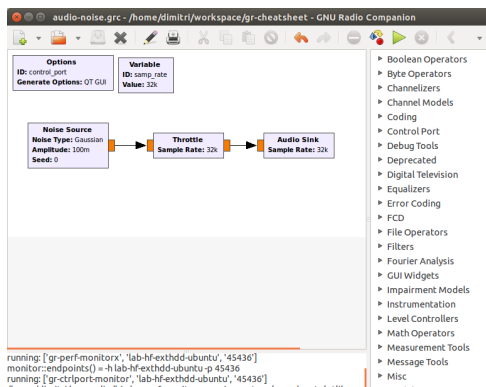 audio-noise.grc - /home/dimitri/workspace/gr-cheatsheet - GNU Radio Companion
Options
ID: control_port
Generate Options: QT GUI
Variable
ID: samp_rate
Value: 32k
Noise Source
Noise Type: Gaussian
Amplitude: 100m
Seed: 0
Throttle
Sample Rate: 32k
Audio Sink
Sample Rate: 32k
Boolean Operators
Byte Operators
Channelizers
Channel Models
Coding
Control Port
Debug Tools
Deprecated
Digital Television
Equalizers
Error Coding
FCD
File Operators
Filters
Fourier Analysis
GUI Widgets
Impairment Models
Instrumentation
Level Controllers
Math Operators
Measurement Tools
Message Tools
Misc
running: ['gr-perf-monitorx', 'lab-hf-exthdd-ubuntu', '45436']
monitor::endpoints() = -h lab-hf-exthdd-ubuntu -p 45436
running: ['gr-ctrlport-monitor', 'lab-hf-exthdd-ubuntu', '45436']